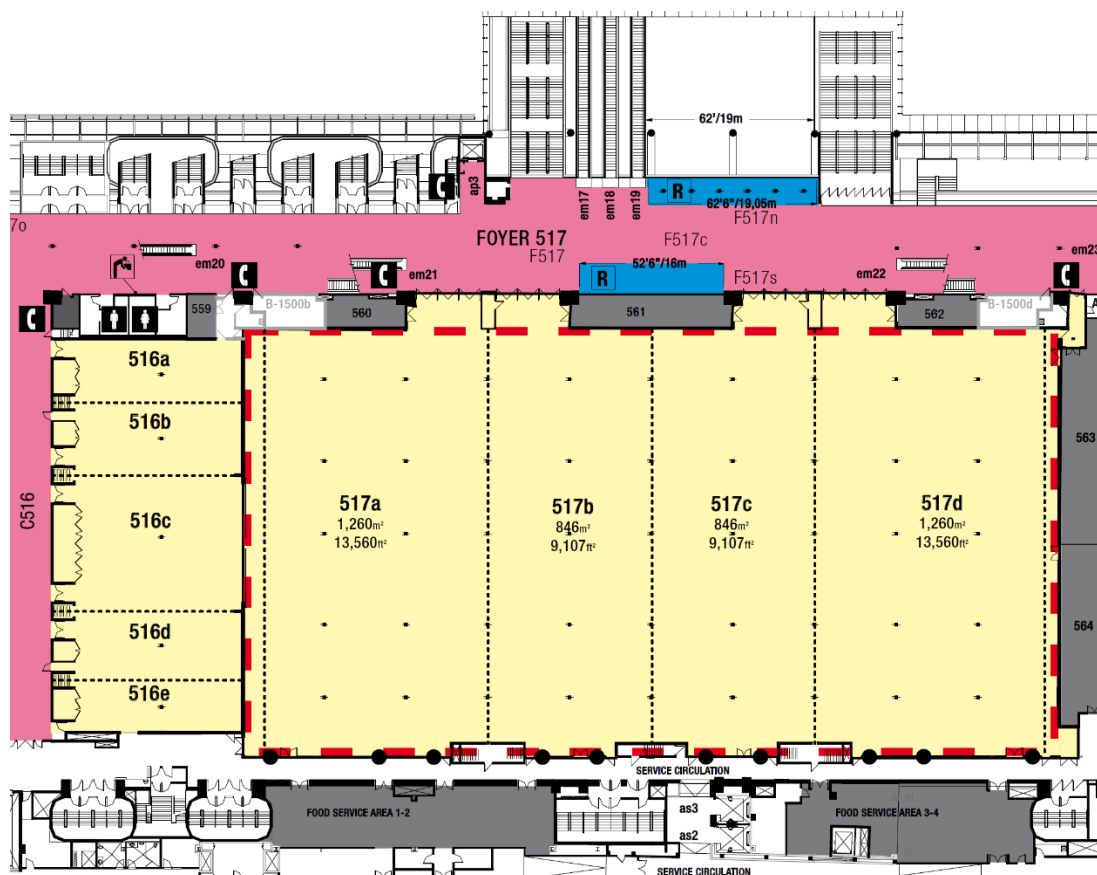 62'/19m
ap3
em17
em18
em19
R
62'6"/19,05m
F517n
7o
FOYER 517
F517
F517c
em23
em20
em21
52'6"/16m
R
F517s
em22
559
B-1500b
560
561
562
B-1500d
A
516a
516b
563
C516
516c
517a
1,260m²
13,560ft²
517b
846m²
9,107ft²
517c
846m²
9,107ft²
517d
1,260m²
13,560ft²
516d
564
516e
SERVICE CIRCULATION
FOOD SERVICE AREA 1-2
as3
FOOD SERVICE AREA 3-4
as2
SERVICE CIRCULATION